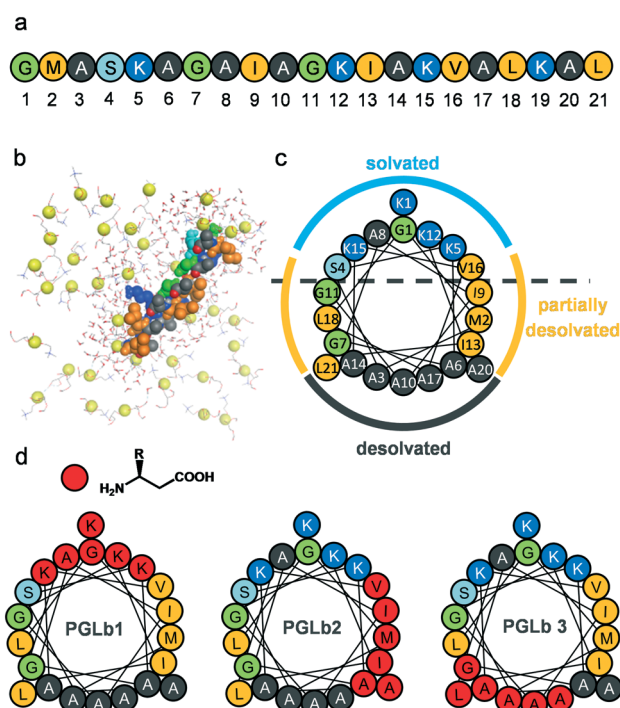 a
G M A S K A G A I A G K I A K V A L K A L
1 2 3 4 5 6 7 8 9 10 11 12 13 14 15 16 17 18 19 20 21
b
c
solvated
K1
K15 A8 G1 K12 K5
S4 V16
G11 I9
L18 M2
G7 I13
L21 A14 A3 A10 A17 A6 A20
partially
desolvated
desolvated
d
R
H₂N COOH
K
K A G K K
S V
G I
L PGLb1 M
G I
L A A A A A A
K
K A G K K
S V
G I
L PGLb2 M
G I
L A A A A A A
K
K A G K K
S V
G I
L PGLb 3 M
G I
L A A A A A A